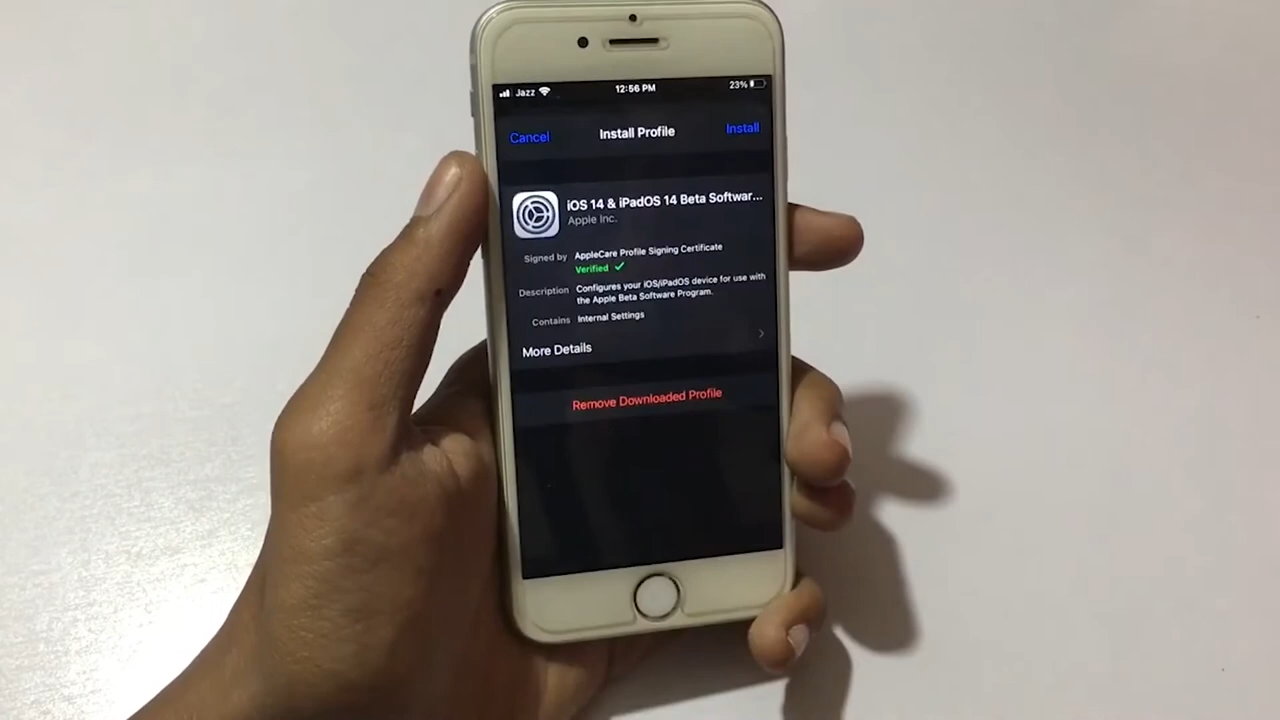 Jazz 12:56 PM 23%
Cancel Install Profile Install
iOS 14 & iPadOS 14 Beta Softwar...
Apple Inc.
Signed by AppleCare Profile Signing Certificate
Verified ✓
Description Configures your iOS/iPadOS device for use with
the Apple Beta Software Program.
Contains Internal Settings
More Details
Remove Downloaded Profile